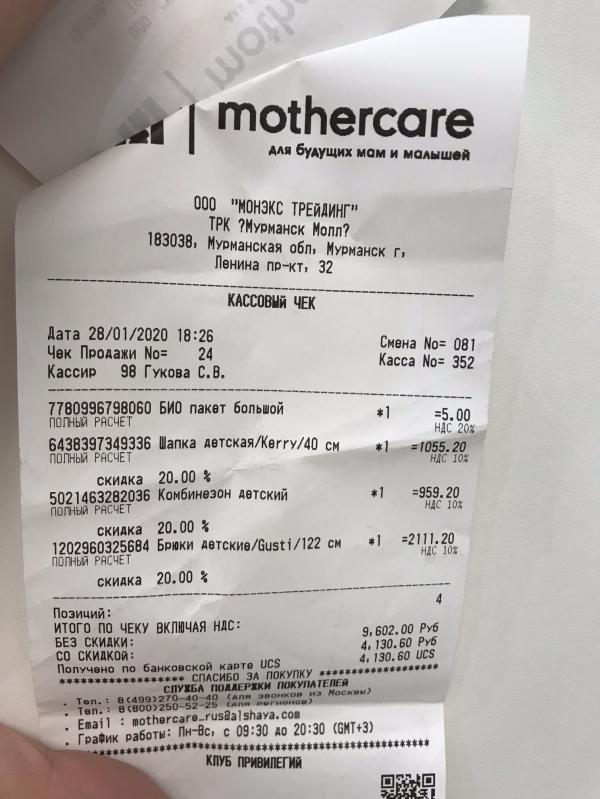 mothercare
для будущих мам и малышей
ООО "МОНЭКС ТРЕЙДИНГ"
ТРК ?Мурманск Молл?
183038, Мурманская обл, Мурманск г,
Ленина пр-кт, 32
КАССОВЫЙ ЧЕК
Дата 28/01/2020 18:26 Смена No= 081
Чек Продажи No= 24 Касса No= 352
Кассир 98 Гукова С.В.
7780996798060 БИО пакет большой *1 =5.00
ПОЛНЫЙ РАСЧЕТ НДС 20%
6438397349336 Шапка детская/Kerry/40 см *1 =1055.20
ПОЛНЫЙ РАСЧЕТ НДС 10%
скидка 20.00 %
5021463282036 Комбинезон детский *1 =959.20
ПОЛНЫЙ РАСЧЕТ НДС 10%
скидка 20.00 %
1202960325684 Брюки детские/Gusti/122 см *1 =2111.20
ПОЛНЫЙ РАСЧЕТ НДС 10%
скидка 20.00 %
Позиций: 4
ИТОГО ПО ЧЕКУ ВКЛЮЧАЯ НДС:
БЕЗ СКИДКИ: 9,602.00 Руб
СО СКИДКОЙ: 4,130.60 Руб
Получено по банковской карте UCS 4,130.60 UCS
****************** СПАСИБО ЗА ПОКУПКУ ******************
СЛУЖБА ПОДДЕРЖКИ ПОКУПАТЕЛЕЙ
. Тел.: 8(499)270-40-40 (для звонков из Москвы)
. Тел.: 8(800)250-52-25 (для регионов)
. Email : mothercare_rus@alshaya.com
. График работы: Пн-Вс, с 09:30 до 20:30 (GMT+3)
КЛУБ ПРИВИЛЕГИЙ